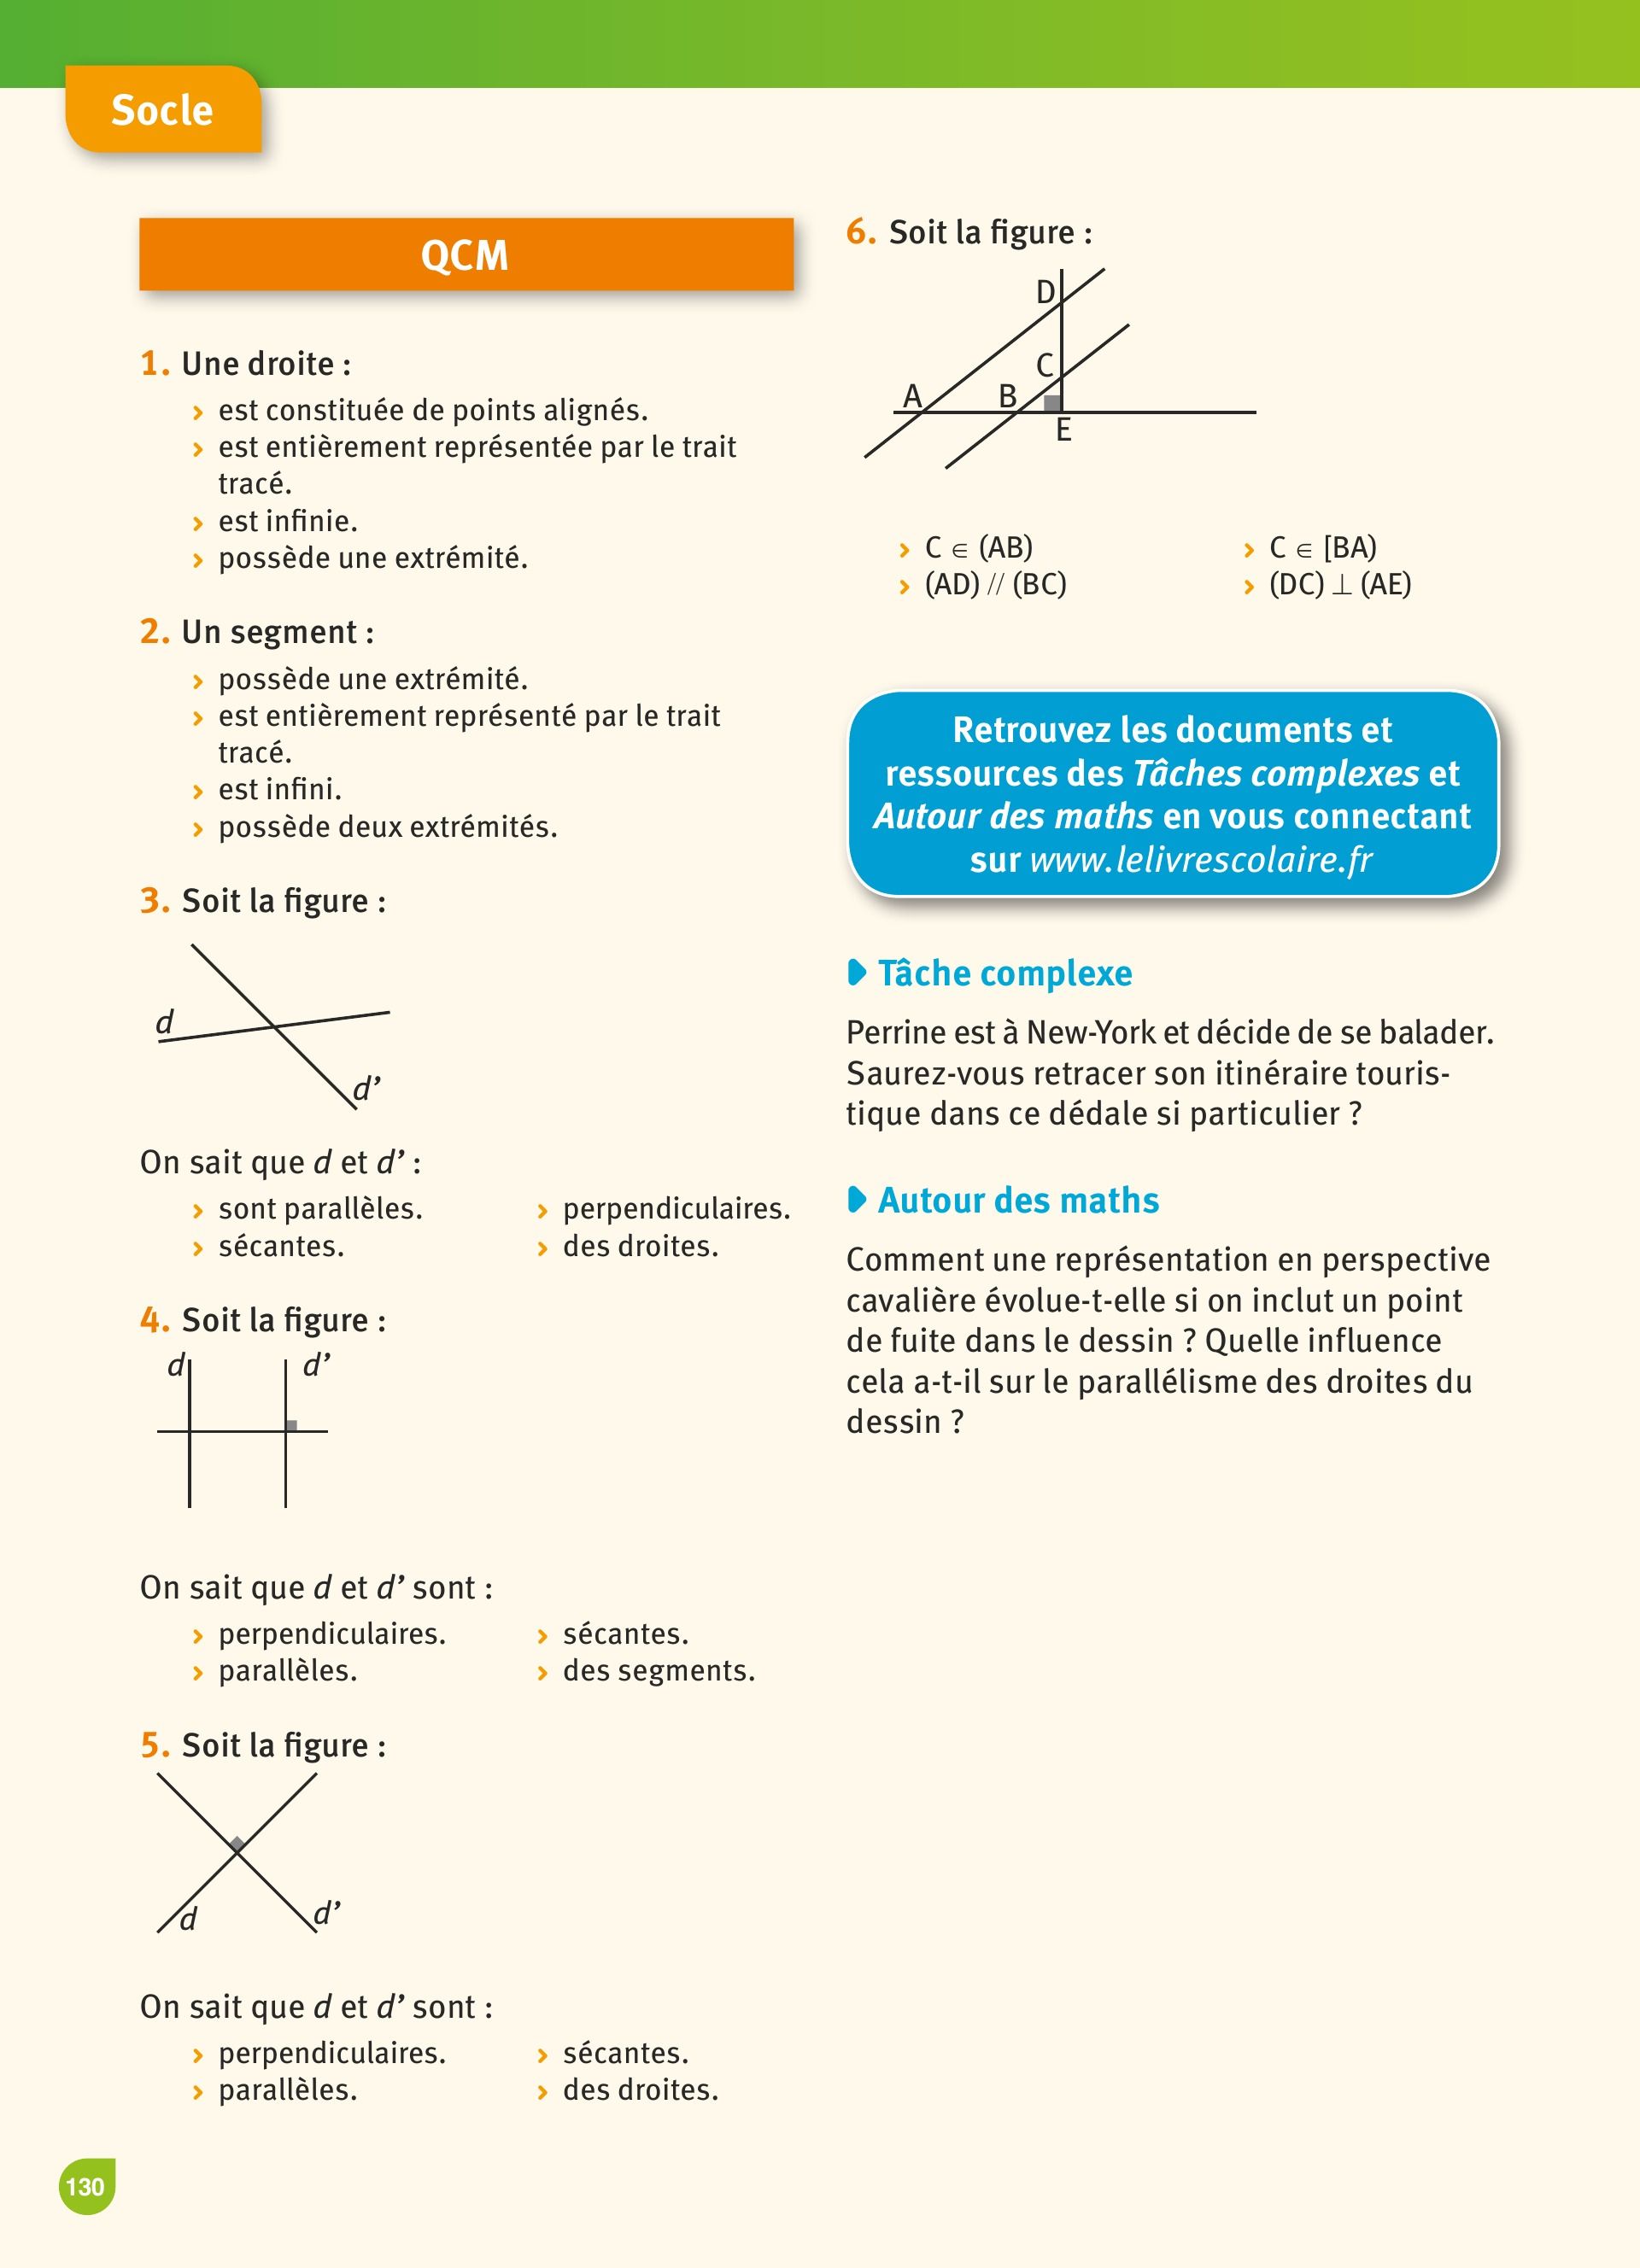 Socle
QCM
1. Une droite :
› est constituée de points alignés.
› est entièrement représentée par le trait
tracé.
› est infinie.
› possède une extrémité.
2. Un segment :
› possède une extrémité.
› est entièrement représenté par le trait
tracé.
› est infini.
› possède deux extrémités.
3. Soit la figure :
d
d’
On sait que d et d’ :
› sont parallèles.
› perpendiculaires.
› sécantes.
› des droites.
4. Soit la figure :
d
d’
On sait que d et d’ sont :
› perpendiculaires.
› sécantes.
› parallèles.
› des segments.
5. Soit la figure :
d
d’
On sait que d et d’ sont :
› perpendiculaires.
› sécantes.
› parallèles.
› des droites.
6. Soit la figure :
D
C
A
B
E
› C ∈ (AB)
› C ∈ [BA)
› (AD) // (BC)
› (DC) ⊥ (AE)
Retrouvez les documents et
ressources des Tâches complexes et
Autour des maths en vous connectant
sur www.lelivrescolaire.fr
Tâche complexe
Perrine est à New-York et décide de se balader.
Saurez-vous retracer son itinéraire touris-
tique dans ce dédale si particulier ?
Autour des maths
Comment une représentation en perspective
cavalière évolue-t-elle si on inclut un point
de fuite dans le dessin ? Quelle influence
cela a-t-il sur le parallélisme des droites du
dessin ?
130